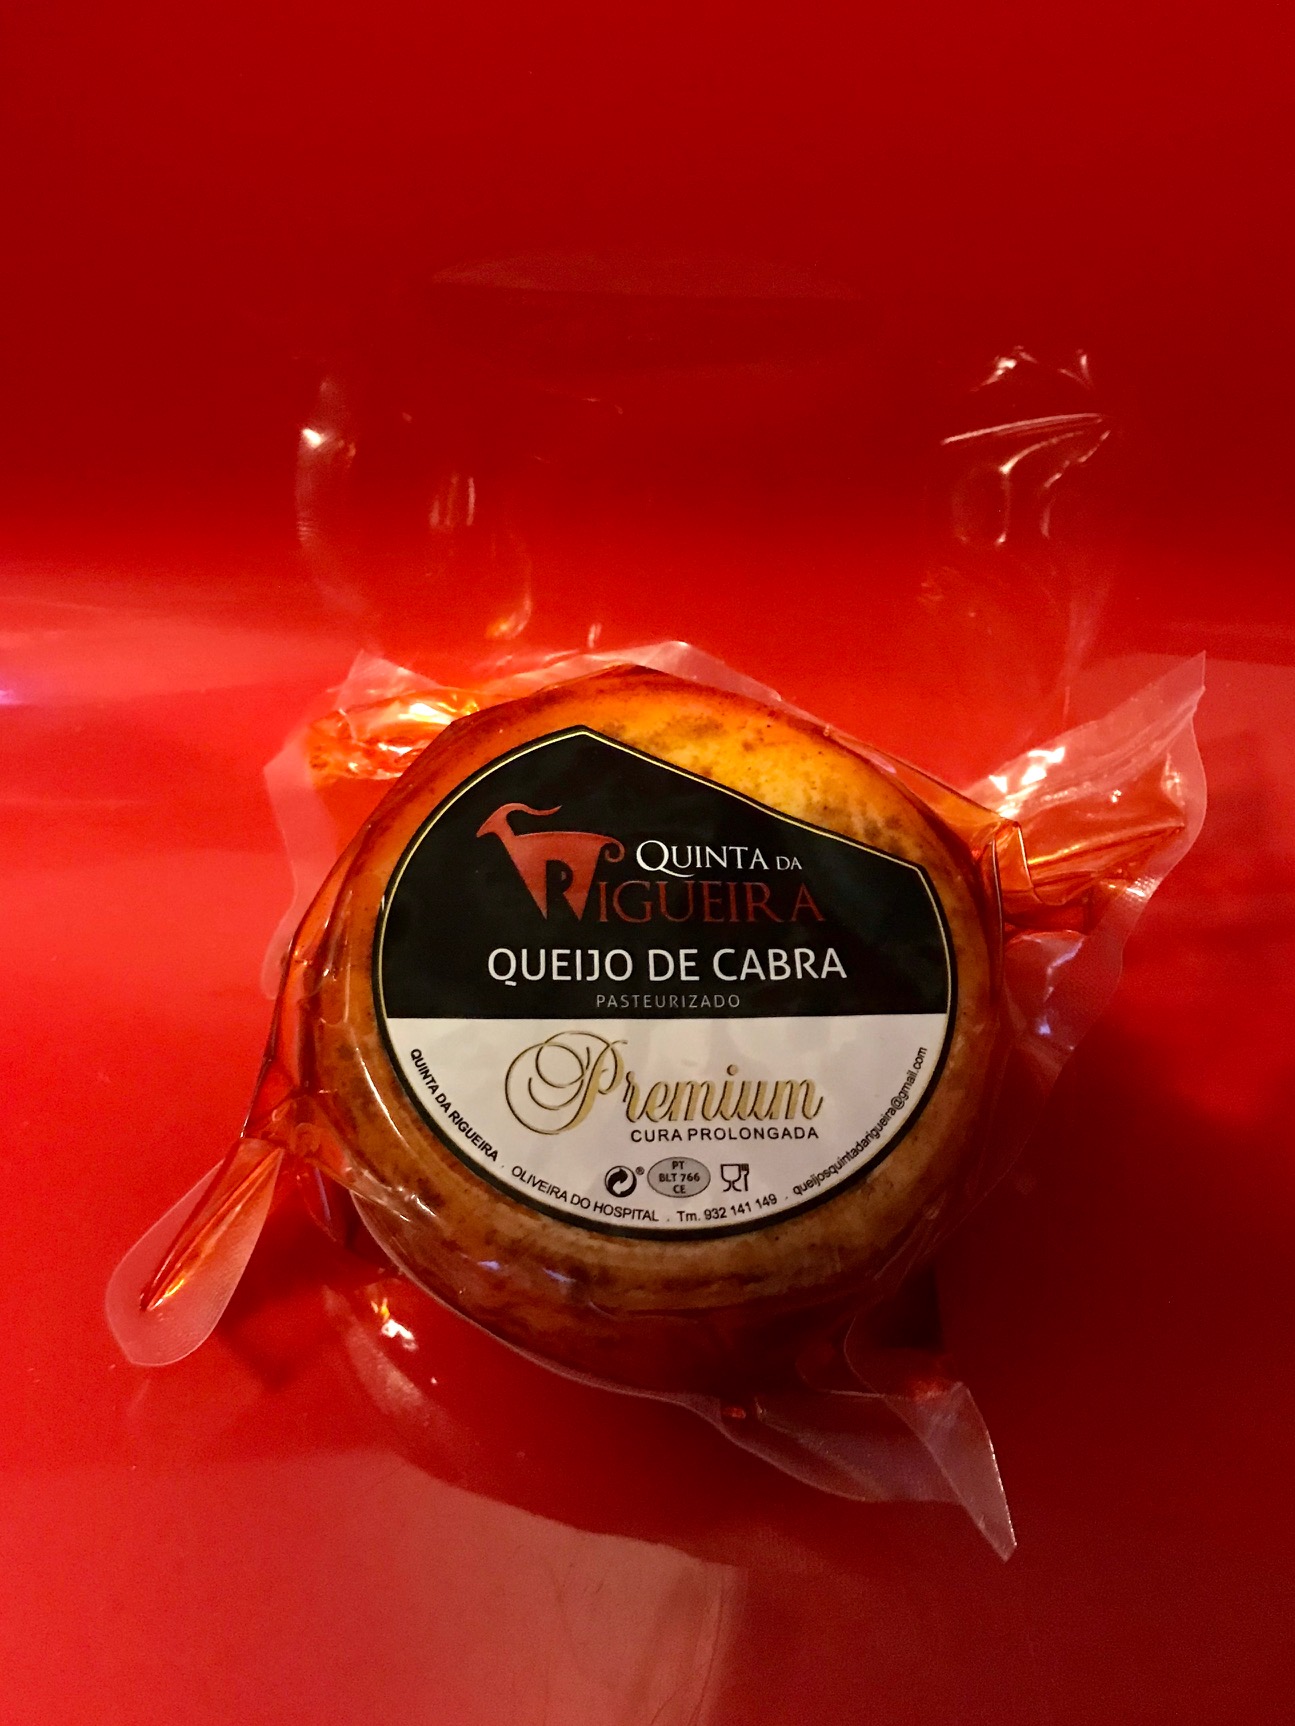 QUINTA DA
RIGUEIRA
QUEIJO DE CABRA
PASTEURIZADO
Premium
CURA PROLONGADA
®
PT
BLT 766
CE
QUINTA DA RIGUEIRA . OLIVEIRA DO HOSPITAL . Tm. 932 141 149 . queijosquintadarigueira@gmail.com